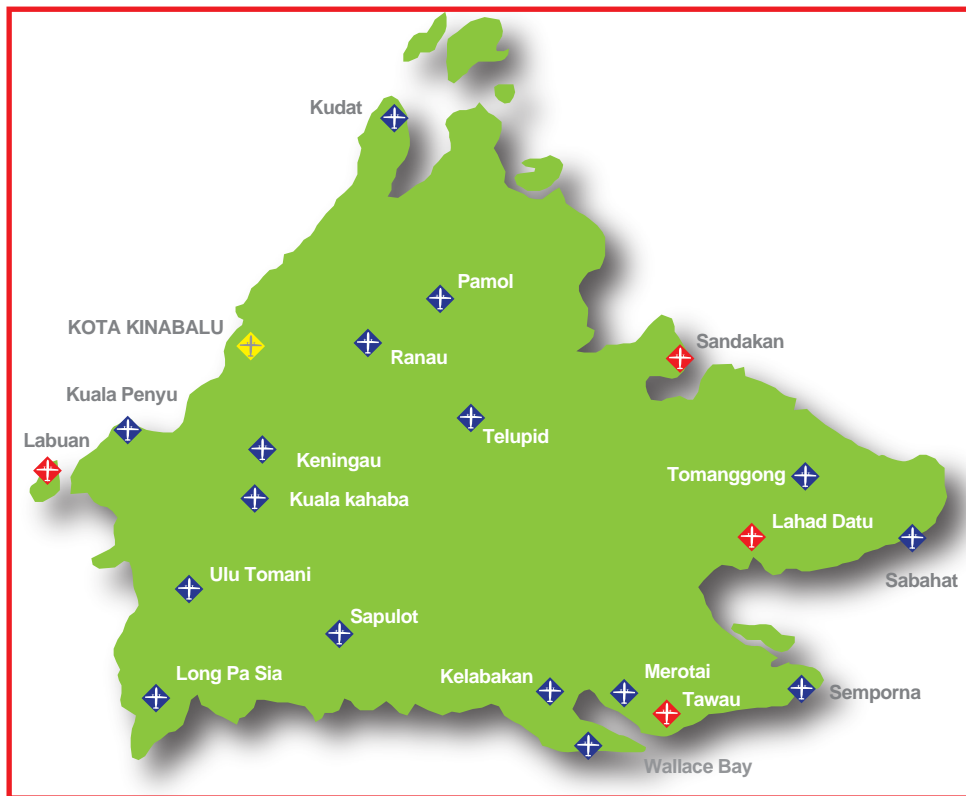 Kudat
Pamol
KOTA KINABALU
Ranau
Sandakan
Kuala Penyu
Telupid
Labuan
Keningau
Tomanggong
Kuala kahaba
Lahad Datu
Ulu Tomani
Sabahat
Sapulot
Long Pa Sia
Kelabakan
Merotai
Tawau
Semporna
Wallace Bay